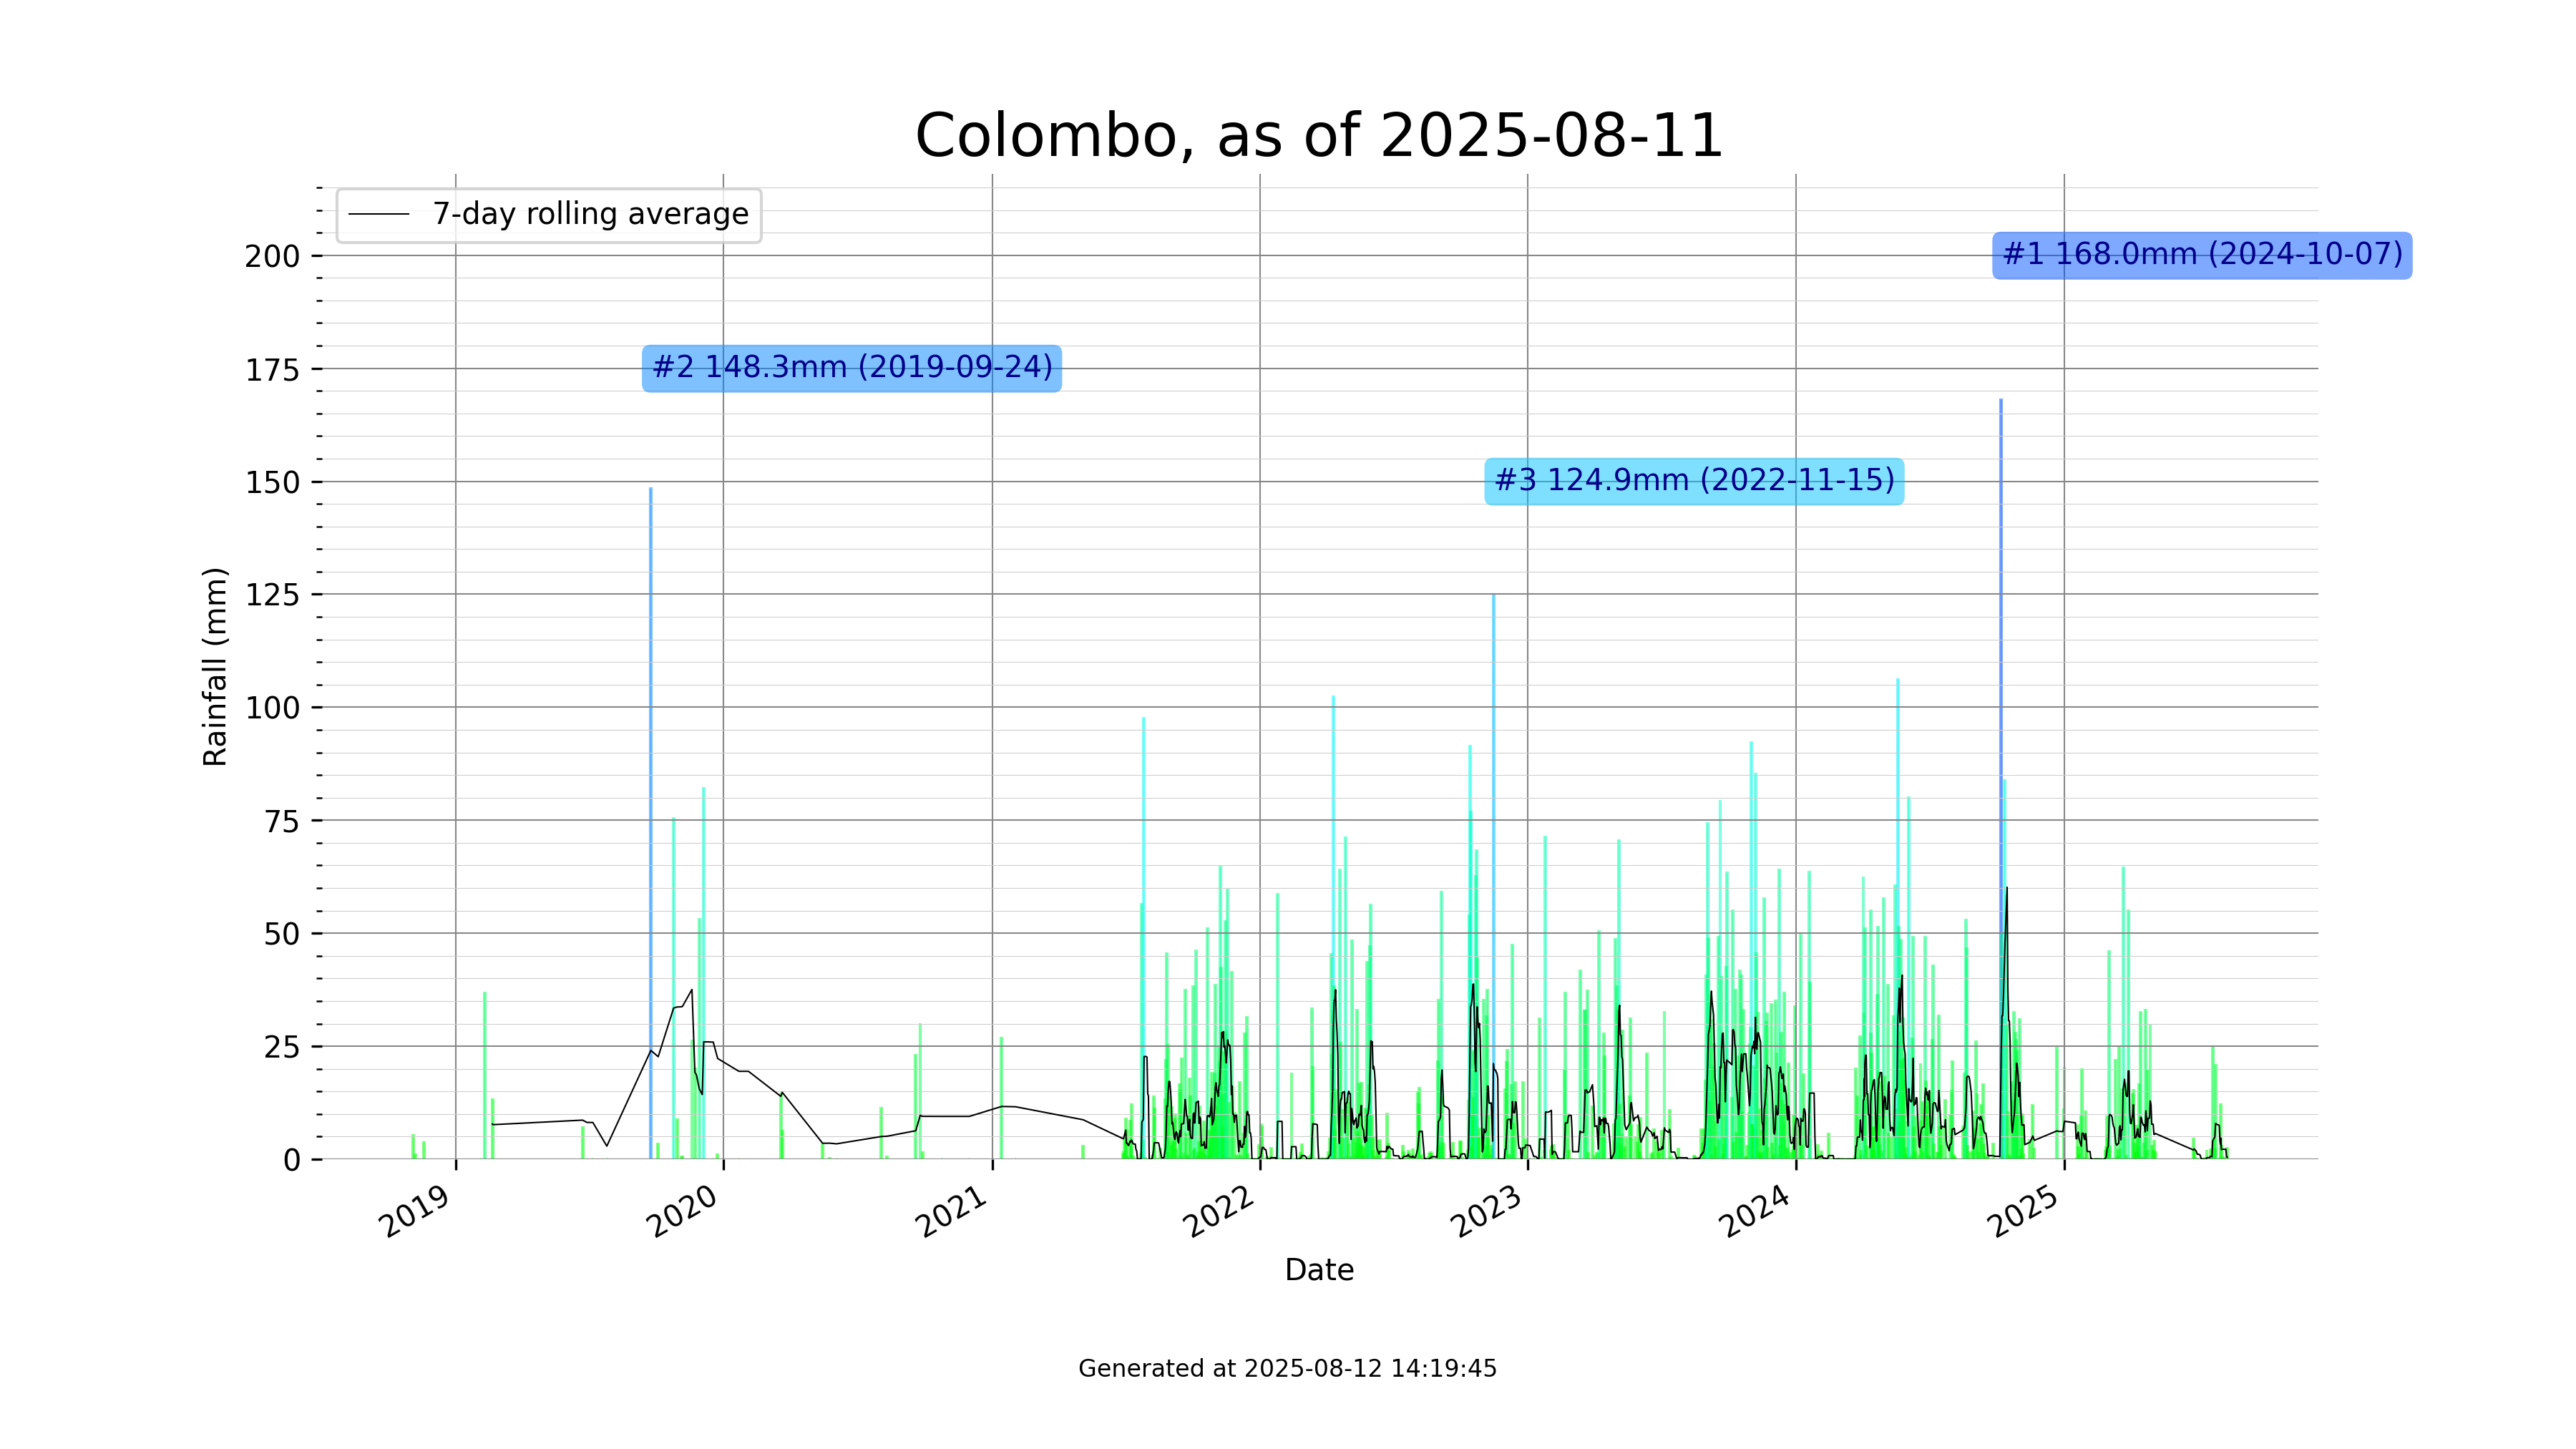 Colombo, as of 2025-08-11
7-day rolling average
#1 168.0mm (2024-10-07)
#2 148.3mm (2019-09-24)
#3 124.9mm (2022-11-15)
Rainfall (mm)
200
175
150
125
100
75
50
25
0
2019
2020
2021
2022
2023
2024
2025
Date
Generated at 2025-08-12 14:19:45